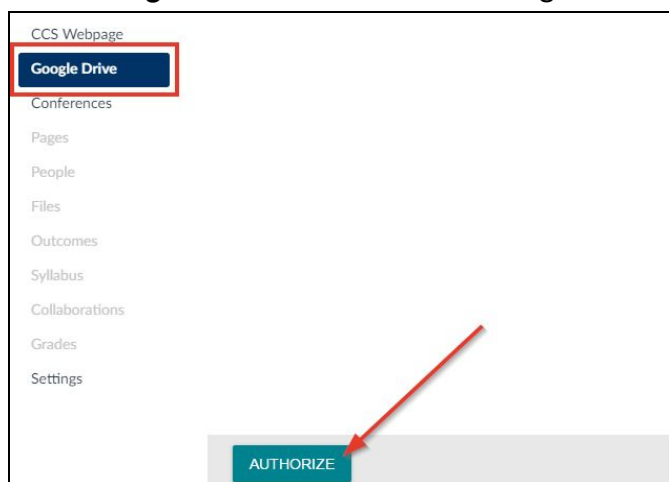 CCS Webpage
Google Drive
Conferences
Pages
People
Files
Outcomes
Syllabus
Collaborations
Grades
Settings
AUTHORIZE